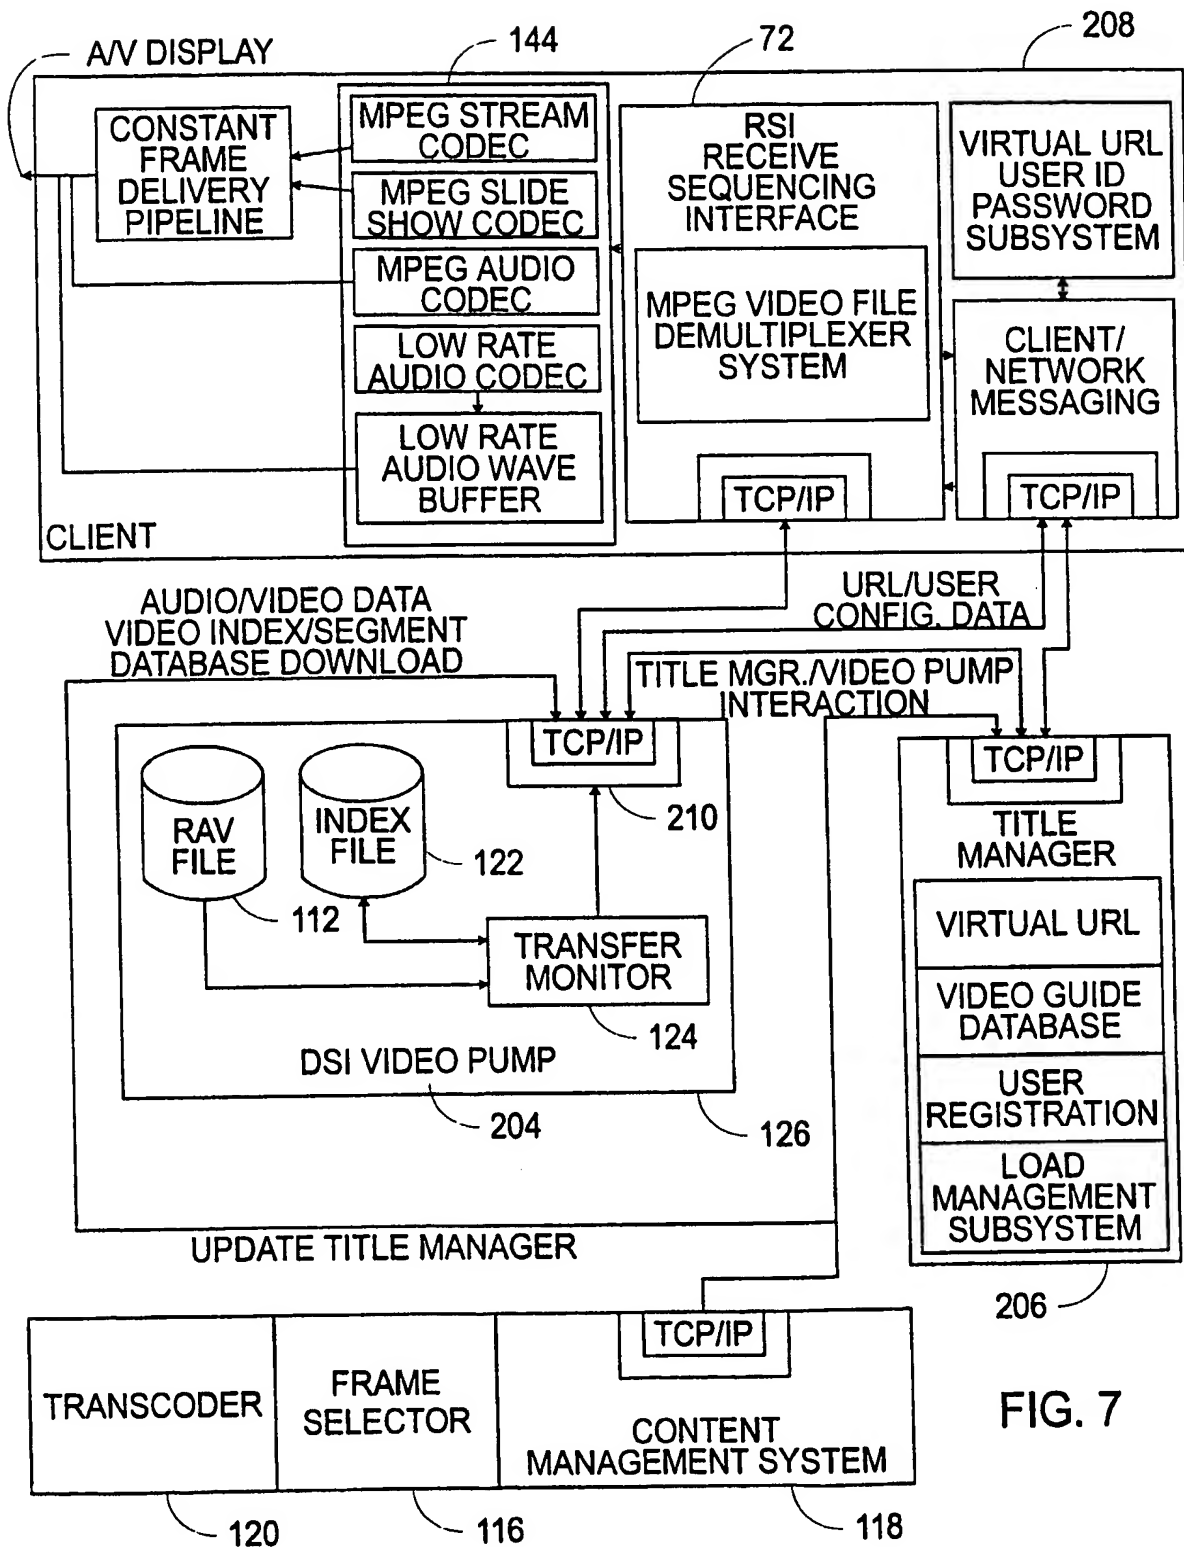 A/V DISPLAY
144
72
208
CONSTANT
FRAME
DELIVERY
PIPELINE
MPEG STREAM
CODEC
MPEG SLIDE
SHOW CODEC
MPEG AUDIO
CODEC
LOW RATE
AUDIO CODEC
LOW RATE
AUDIO WAVE
BUFFER
RSI
RECEIVE
SEQUENCING
INTERFACE
MPEG VIDEO FILE
DEMULTIPLEXER
SYSTEM
TCP/IP
VIRTUAL URL
USER ID
PASSWORD
SUBSYSTEM
CLIENT/
NETWORK
MESSAGING
TCP/IP
CLIENT
AUDIO/VIDEO DATA
VIDEO INDEX/SEGMENT
DATABASE DOWNLOAD
URL/USER
CONFIG. DATA
TITLE MGR./VIDEO PUMP
INTERACTION
TCP/IP
210
RAV
FILE
112
INDEX
FILE
122
TRANSFER
MONITOR
124
DSI VIDEO PUMP
204
126
TCP/IP
TITLE
MANAGER
VIRTUAL URL
VIDEO GUIDE
DATABASE
USER
REGISTRATION
LOAD
MANAGEMENT
SUBSYSTEM
206
UPDATE TITLE MANAGER
TRANSCODER
FRAME
SELECTOR
TCP/IP
CONTENT
MANAGEMENT SYSTEM
120
116
118
FIG. 7